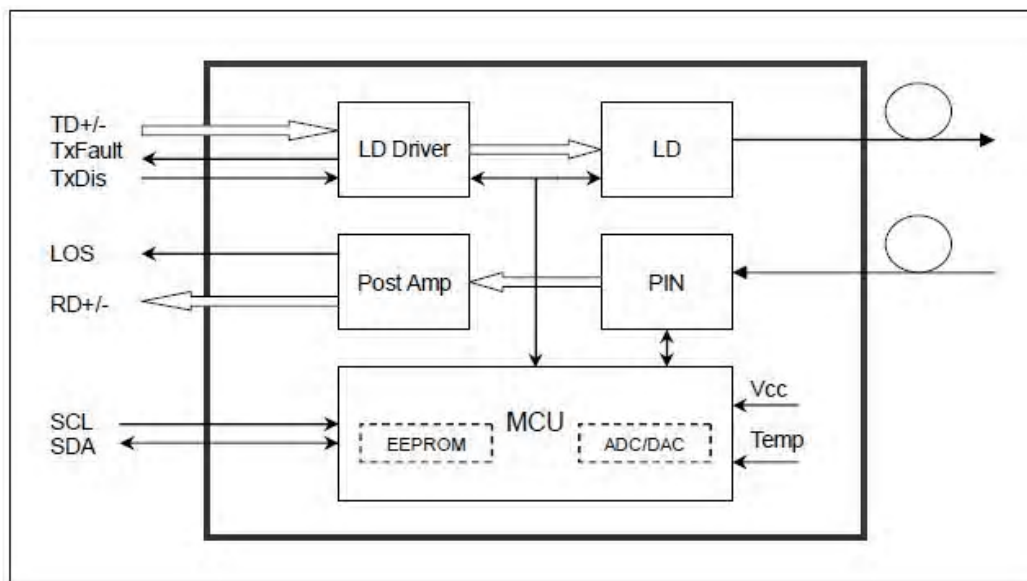 TD+/-
TxFault
TxDis
LD Driver
LD
LOS
RD+/-
Post Amp
PIN
SCL
SDA
MCU
EEPROM
ADC/DAC
Vcc
Temp